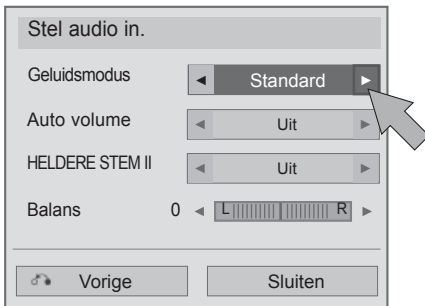 Stel audio in.
Geluidsmodus ◄ Standard ►
Auto volume ◄ Uit ►
HELDERE STEM II ◄ Uit ►
Balans 0 ◄ L R ►
Vorige Sluiten